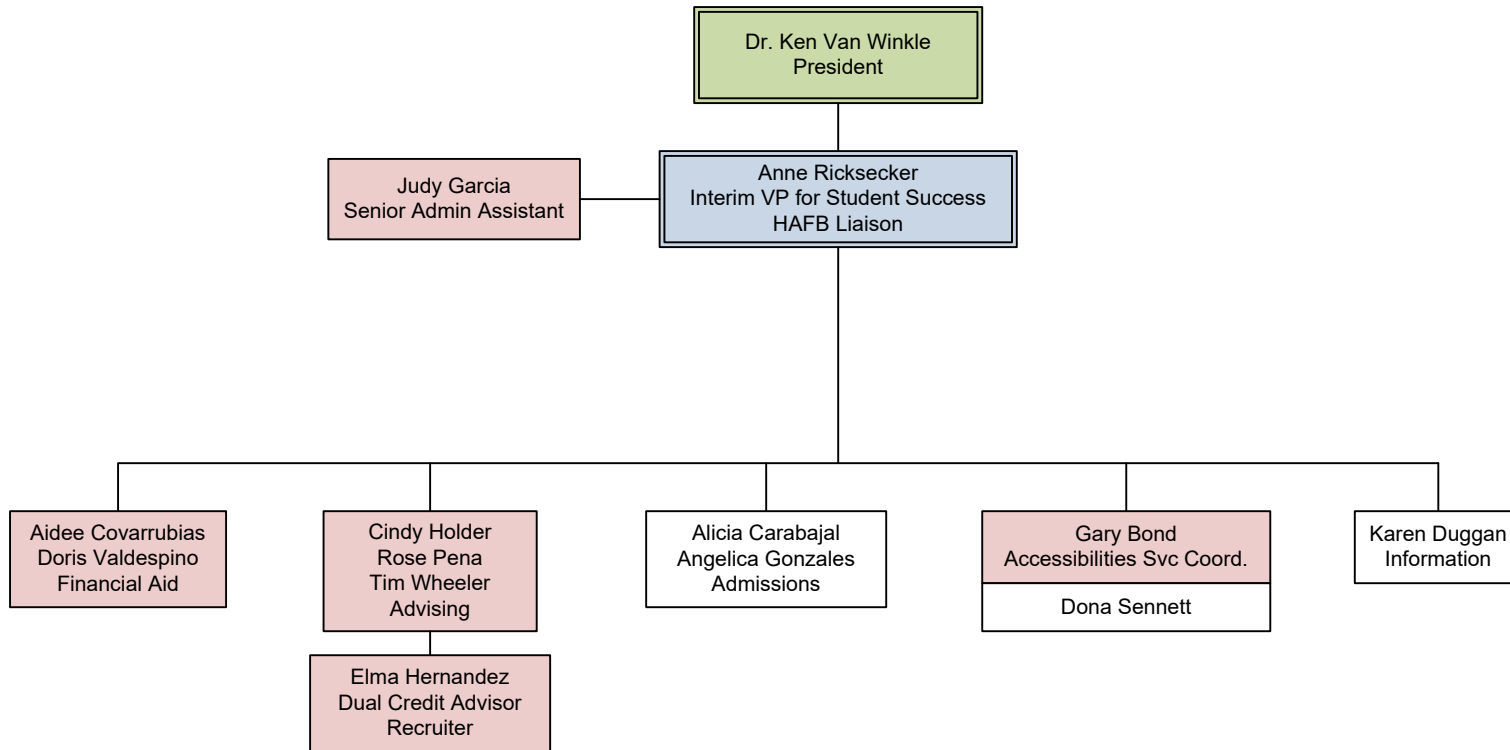 Dr. Ken Van Winkle
President
Anne Ricksecker
Interim VP for Student Success
HAFB Liaison
Judy Garcia
Senior Admin Assistant
Aidee Covarrubias
Doris Valdespino
Financial Aid
Cindy Holder
Rose Pena
Tim Wheeler
Advising
Elma Hernandez
Dual Credit Advisor
Recruiter
Alicia Carabajal
Angelica Gonzales
Admissions
Gary Bond
Accessibilities Svc Coord.
Dona Sennett
Karen Duggan
Information